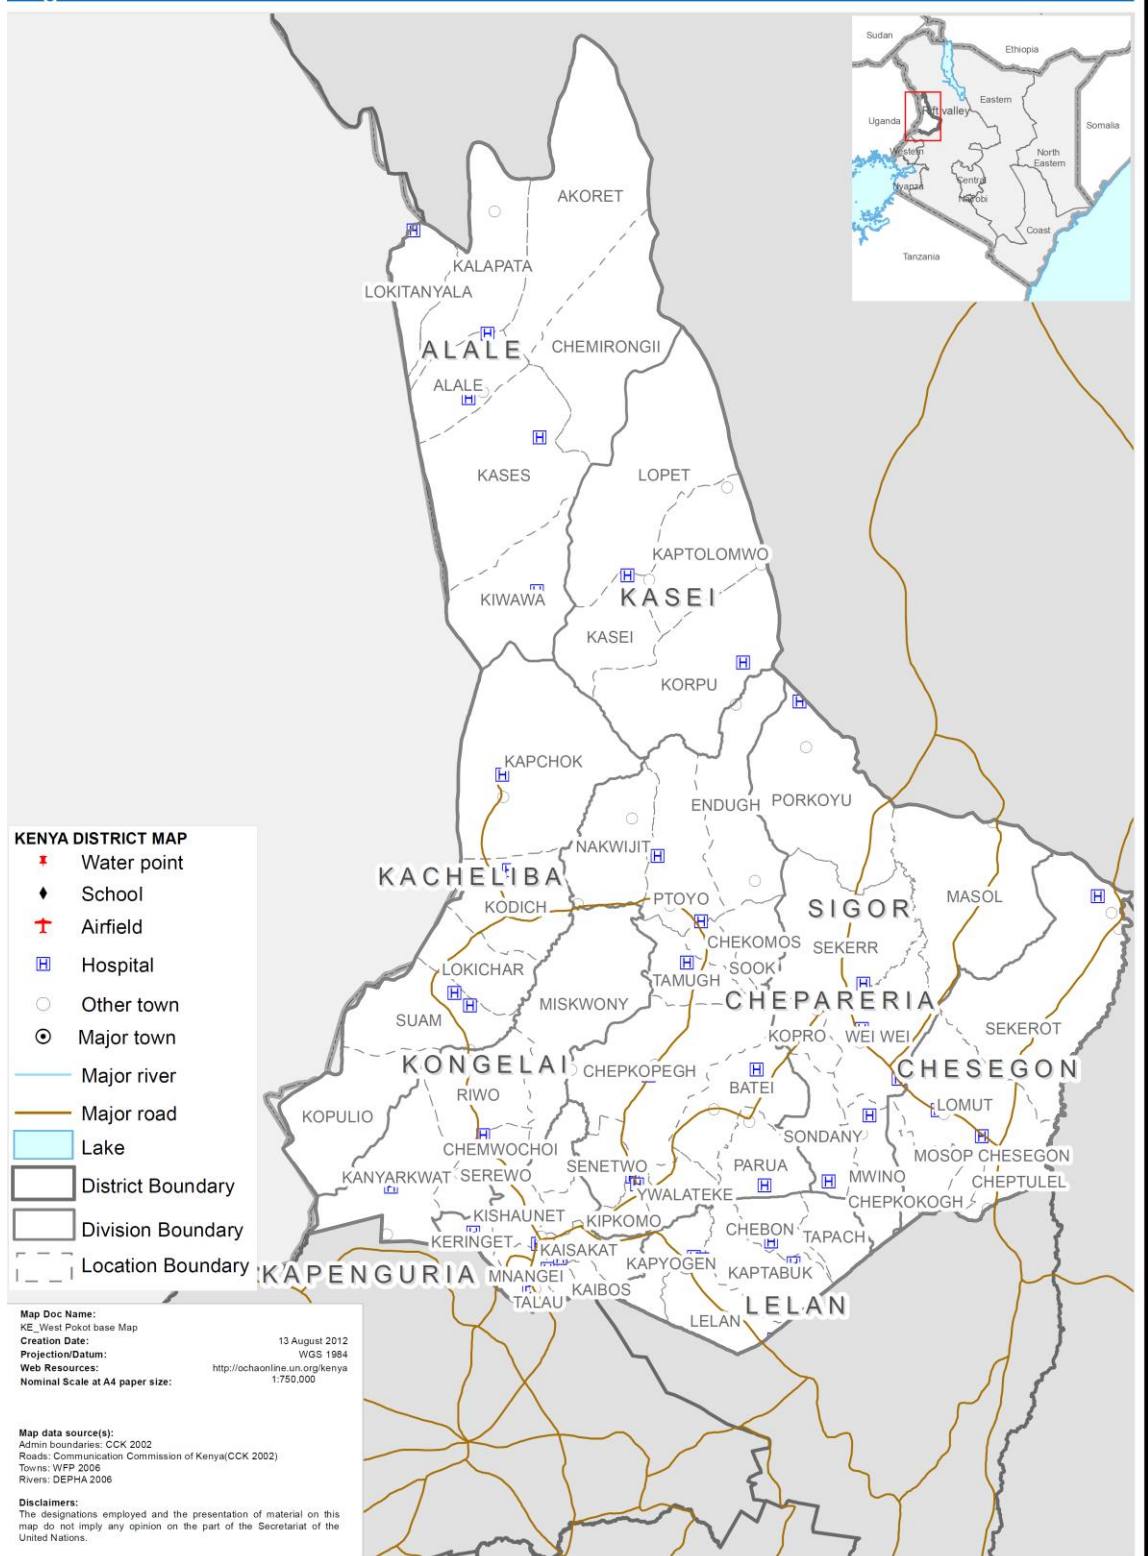 Sudan
Ethiopia
Eastern
Uganda
Rift valley
Somalia
Western
North
Eastern
Nyanza
Central
Nairobi
Coast
Tanzania
AKORET
KALAPATA
LOKITANYALA
ALALE
CHEMIRONGII
ALALE
KASES
LOPET
KAPTOLOMWO
KIWAWA
KASEI
KASEI
KORPU
KAPCHOK
ENDUGH
PORKOYU
NAKWIJIT
KACHELIBA
KODICH
PTOYO
MASOL
SIGOR
CHEKOMOS
SEKERR
LOKICHAR
SOOK
TAMUGH
MISKWONY
CHEPARERIA
SUAM
SEKEROT
KOPRO
WEI WEI
KONGELAI
CHEPKOPEGH
CHESEGON
BATEI
RIWO
KOPULIO
LOMUT
SONDANY
CHEMWOCHOI
MOSOP
CHESEGON
SENETWO
PARUA
KANYARKWAT
SEREWO
MWINO
CHEPTULEL
YWALATEKE
CHEPKOKOGH
KISHAUNET
KIPKOMO
CHEBON
TAPACH
KERINGET
KAISAKAT
KAPYOGEN
KAPTABUK
KAPENGURIA
MNANGEI
KAIBOS
TALAU
LELAN
LELAN
KENYA DISTRICT MAP
Water point
School
Airfield
Hospital
Other town
Major town
Major river
Major road
Lake
District Boundary
Division Boundary
Location Boundary
Map Doc Name:
KE_West Pokot base Map
Creation Date: 13 August 2012
Projection/Datum: WGS 1984
Web Resources: http://ochaonline.un.org/kenya
Nominal Scale at A4 paper size: 1:750,000
Map data source(s):
Admin boundaries: CCK 2002
Roads: Communication Commission of Kenya(CCK 2002)
Towns: WFP 2006
Rivers: DEPHA 2006
Disclaimers:
The designations employed and the presentation of material on this
map do not imply any opinion on the part of the Secretariat of the
United Nations.